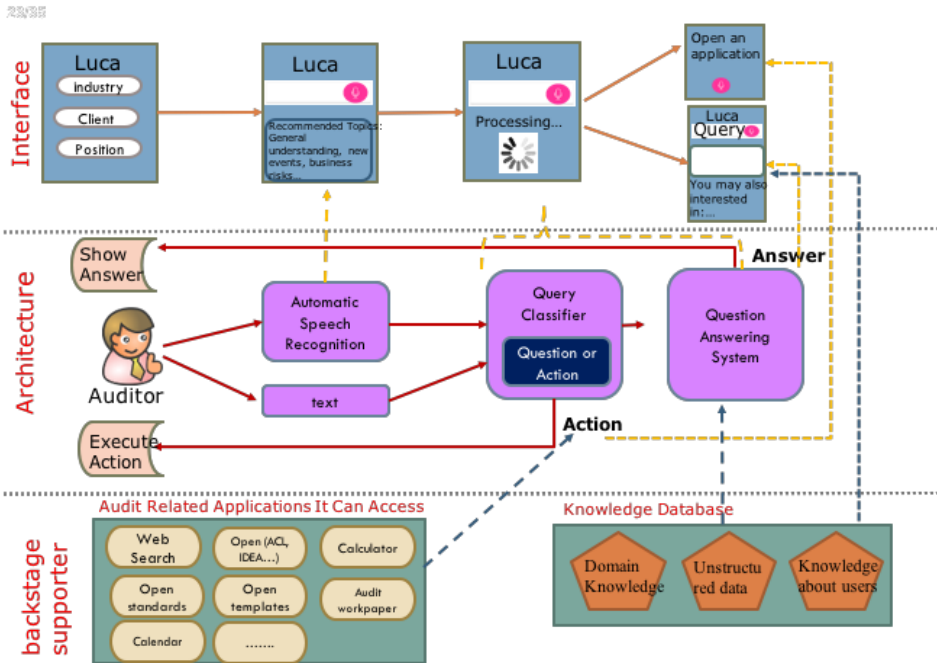 23/35
Interface
Luca
Industry
Client
Position
Luca
Recommended Topics:
General
understanding, new
events, business
risks…
Luca
Processing…
Open an
application
Luca
Query
You may also
interested
in:…
Architecture
Show
Answer
Auditor
Execute
Action
Automatic
Speech
Recognition
text
Query
Classifier
Question or
Action
Action
Answer
Question
Answering
System
backstage
supporter
Audit Related Applications It Can Access
Web
Search
Open (ACL,
IDEA…)
Calculator
Open
standards
Open
templates
Audit
workpaper
Calendar
…….
Knowledge Database
Domain
Knowledge
Unstructu
red data
Knowledge
about users